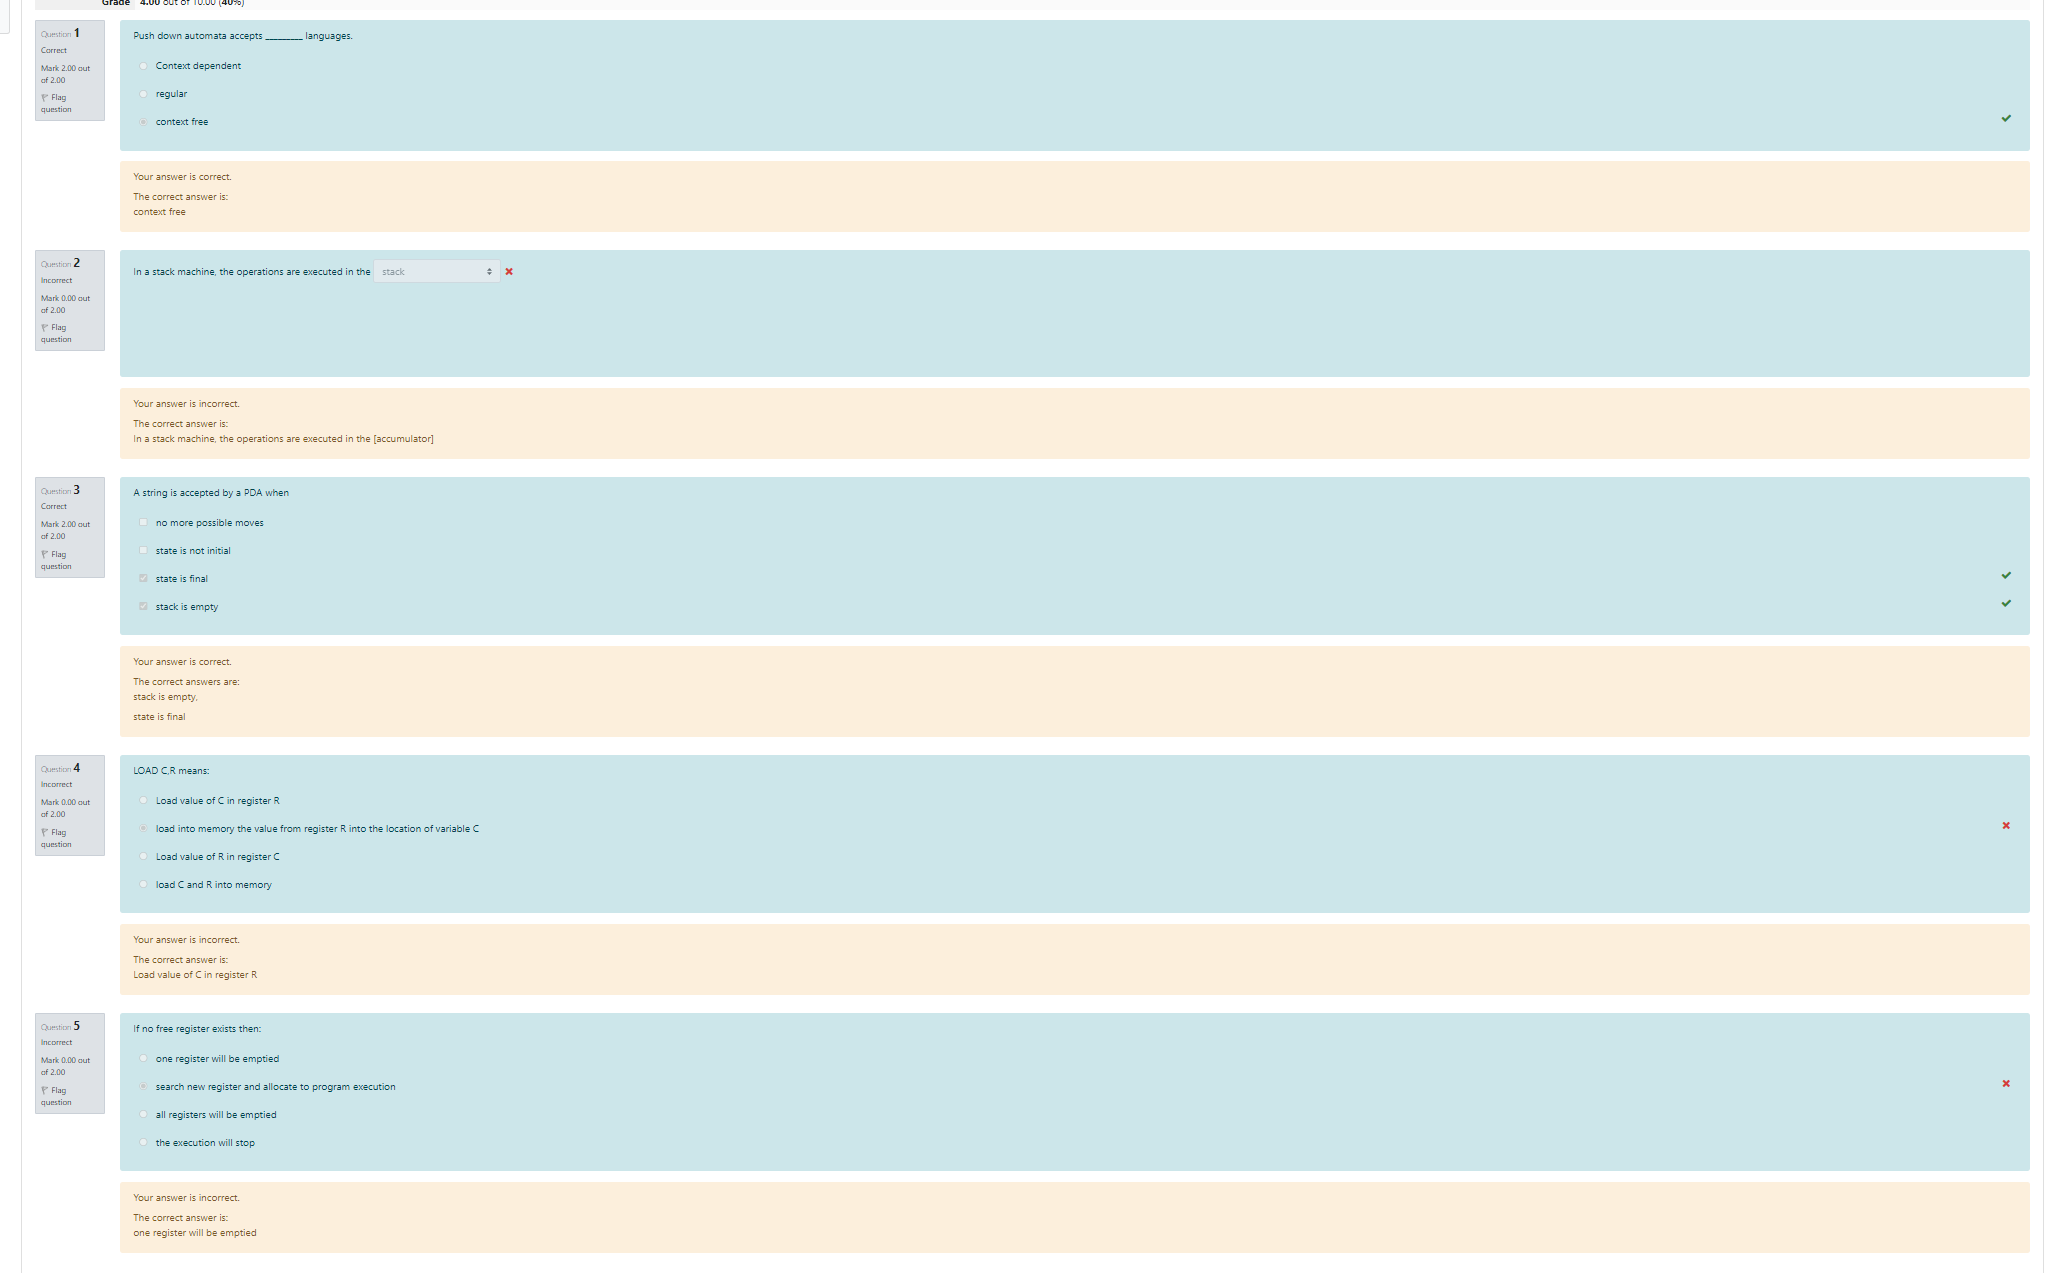 Grade 4.00 out of 10.00 (40%)
Question 1
Correct
Mark 2.00 out
of 2.00
Flag
question
Push down automata accepts ________ languages.
Context dependent
regular
context free
Your answer is correct.
The correct answer is:
context free
Question 2
Incorrect
Mark 0.00 out
of 2.00
Flag
question
In a stack machine, the operations are executed in the stack
Your answer is incorrect.
The correct answer is:
In a stack machine, the operations are executed in the [accumulator]
Question 3
Correct
Mark 2.00 out
of 2.00
Flag
question
A string is accepted by a PDA when
no more possible moves
state is not initial
state is final
stack is empty
Your answer is correct.
The correct answers are:
stack is empty,
state is final
Question 4
Incorrect
Mark 0.00 out
of 2.00
Flag
question
LOAD C,R means:
Load value of C in register R
load into memory the value from register R into the location of variable C
Load value of R in register C
load C and R into memory
Your answer is incorrect.
The correct answer is:
Load value of C in register R
Question 5
Incorrect
Mark 0.00 out
of 2.00
Flag
question
If no free register exists then:
one register will be emptied
search new register and allocate to program execution
all registers will be emptied
the execution will stop
Your answer is incorrect.
The correct answer is:
one register will be emptied